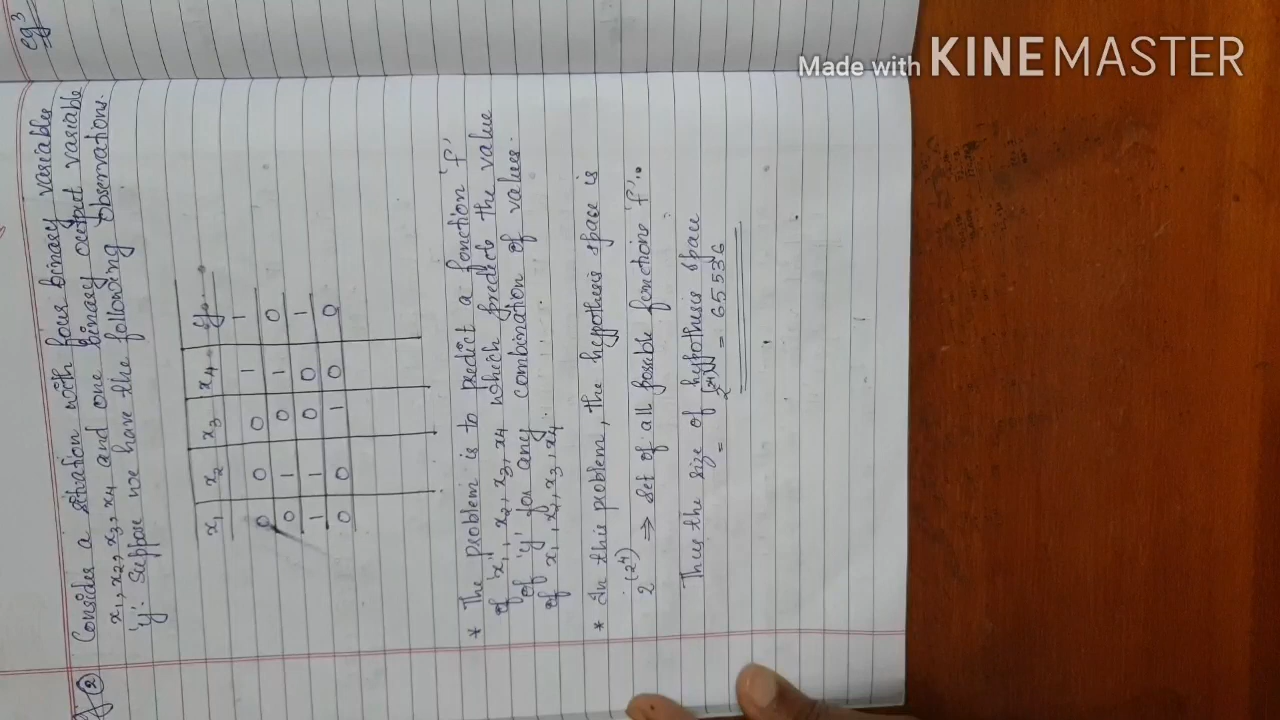 eg 3
(2) Consider a situation with four binary variables
x1, x2, x3, x4 and one binary output variable
'y'. Suppose we have the following observations.
x1 x2 x3 x4 y
0 0 0 1 1
0 1 0 1 0
1 1 0 0 1
0 0 1 0 0
* The problem is to predict a function 'f'
of x1, x2, x3, x4 which predicts the value
of 'y' for any combination of values
of x1, x2, x3, x4.
* In this problem, the hypothesis space is
2^(2^4) ⇒ set of all possible functions 'f'.
Thus the size of hypothesis space
= 2^(2^4) = 65536
Made with KINEMASTER